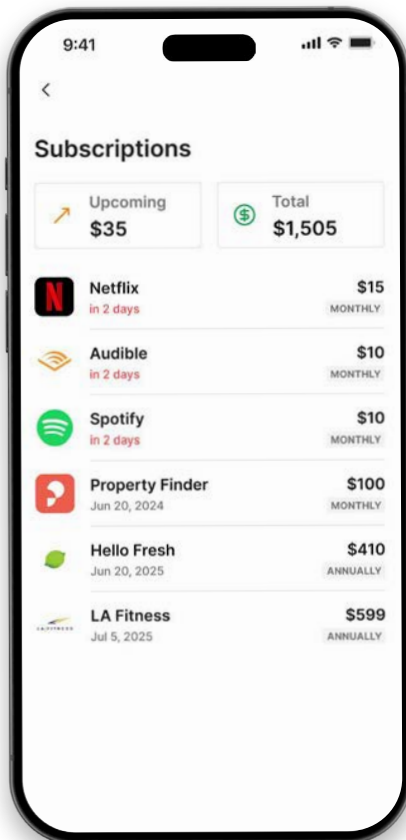 9:41
Subscriptions
Upcoming
$35
Total
$1,505
N
Netflix
in 2 days
$15
MONTHLY
Audible
in 2 days
$10
MONTHLY
Spotify
in 2 days
$10
MONTHLY
Property Finder
Jun 20, 2024
$100
MONTHLY
Hello Fresh
Jun 20, 2025
$410
ANNUALLY
LA FITNESS
LA Fitness
Jul 5, 2025
$599
ANNUALLY